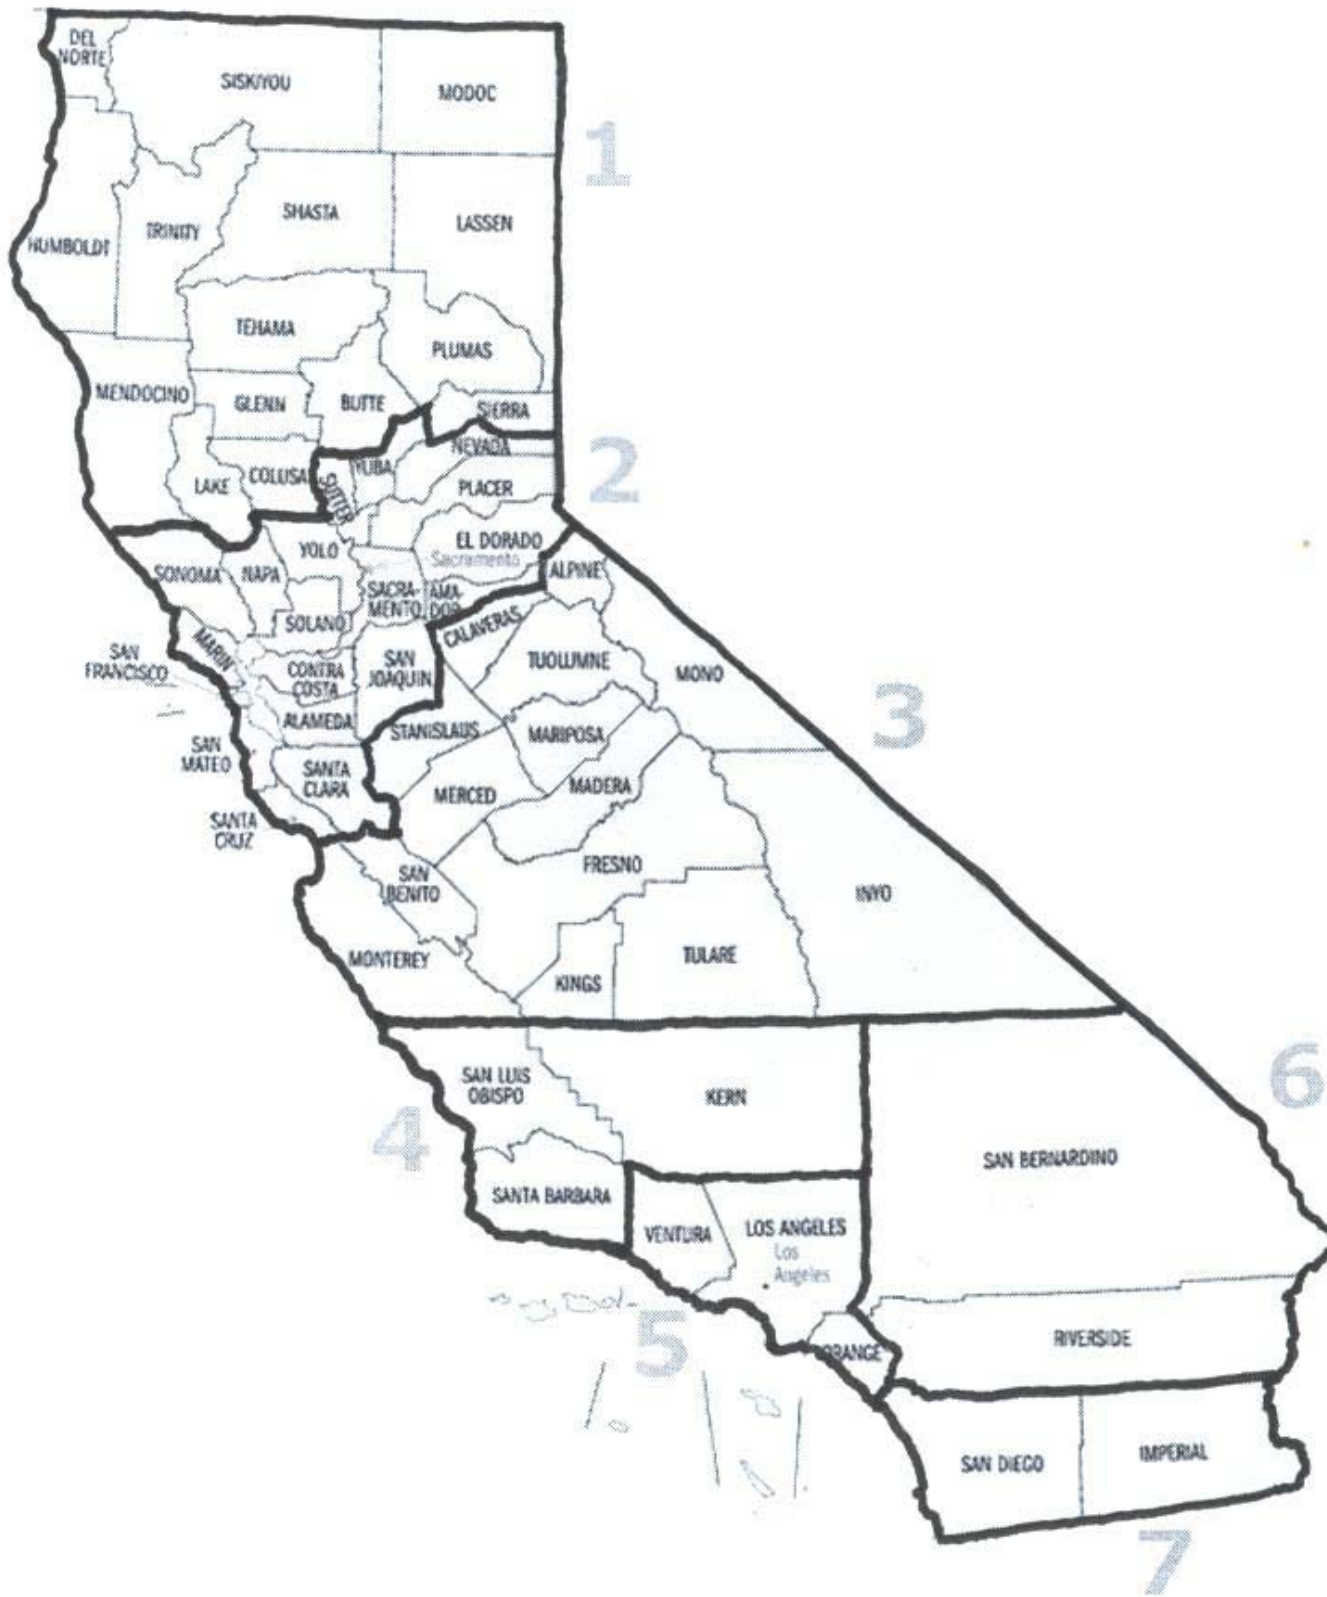 DEL
NORTE
SISKIYOU
MODOC
1
SHASTA
LASSEN
TRINITY
HUMBOLDT
TEHAMA
PLUMAS
MENDOCINO
GLENN
BUTTE
SIERRA
NEVADA
2
YUBA
COLUSA
LAKE
SUTTER
PLACER
YOLO
EL DORADO
Sacramento
SONOMA
NAPA
ALPINE
SACRA-
MENTO
AMA-
DOR
SOLANO
CALAVERAS
MARIN
SAN
FRANCISCO
CONTRA
COSTA
SAN
JOAQUIN
TUOLUMNE
MONO
3
ALAMEDA
STANISLAUS
MARIPOSA
SAN
MATEO
SANTA
CLARA
MERCED
MADERA
SANTA
CRUZ
FRESNO
SAN
BENITO
INYO
MONTEREY
KINGS
TULARE
SAN LUIS
OBISPO
KERN
6
4
SAN BERNARDINO
SANTA BARBARA
VENTURA
LOS ANGELES
Los
Angeles
5
ORANGE
RIVERSIDE
SAN DIEGO
IMPERIAL
7